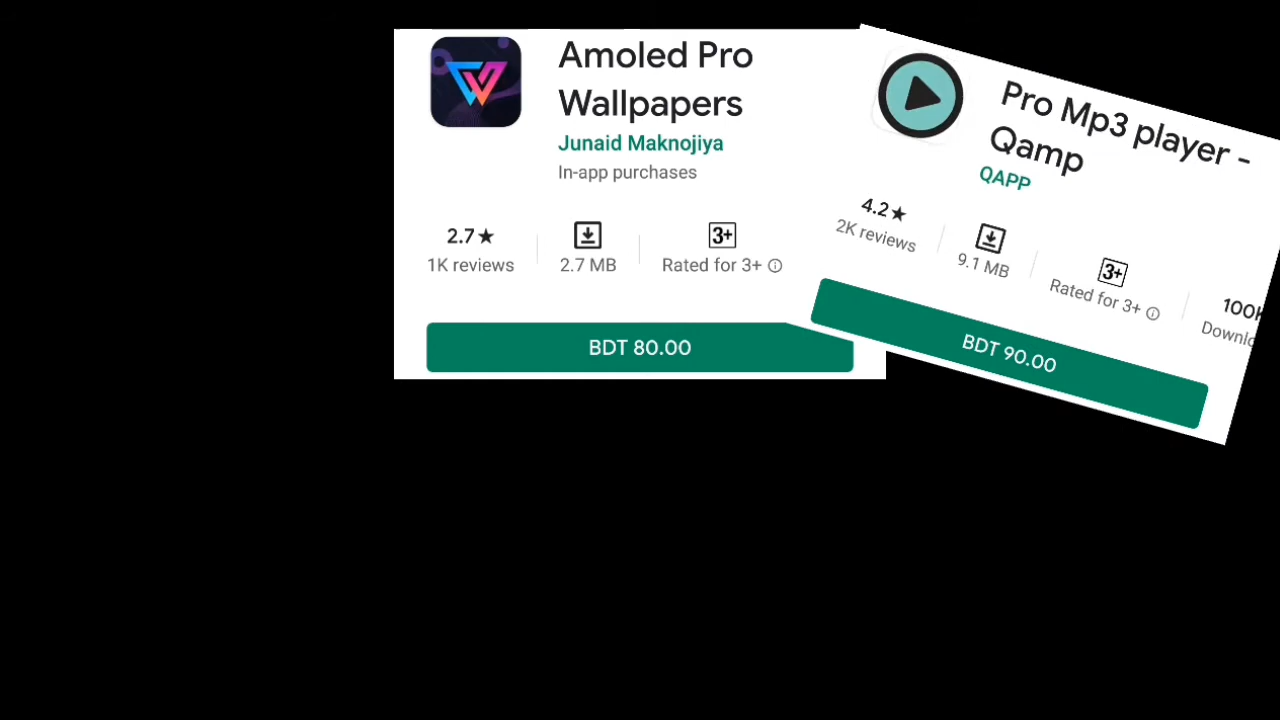 Amoled Pro
Wallpapers
Junaid Maknojiya
In-app purchases
2.7★
1K reviews
2.7 MB
3+
Rated for 3+
BDT 80.00
Pro Mp3 player -
Qamp
QAPP
4.2★
2K reviews
9.1 MB
3+
Rated for 3+
BDT 90.00